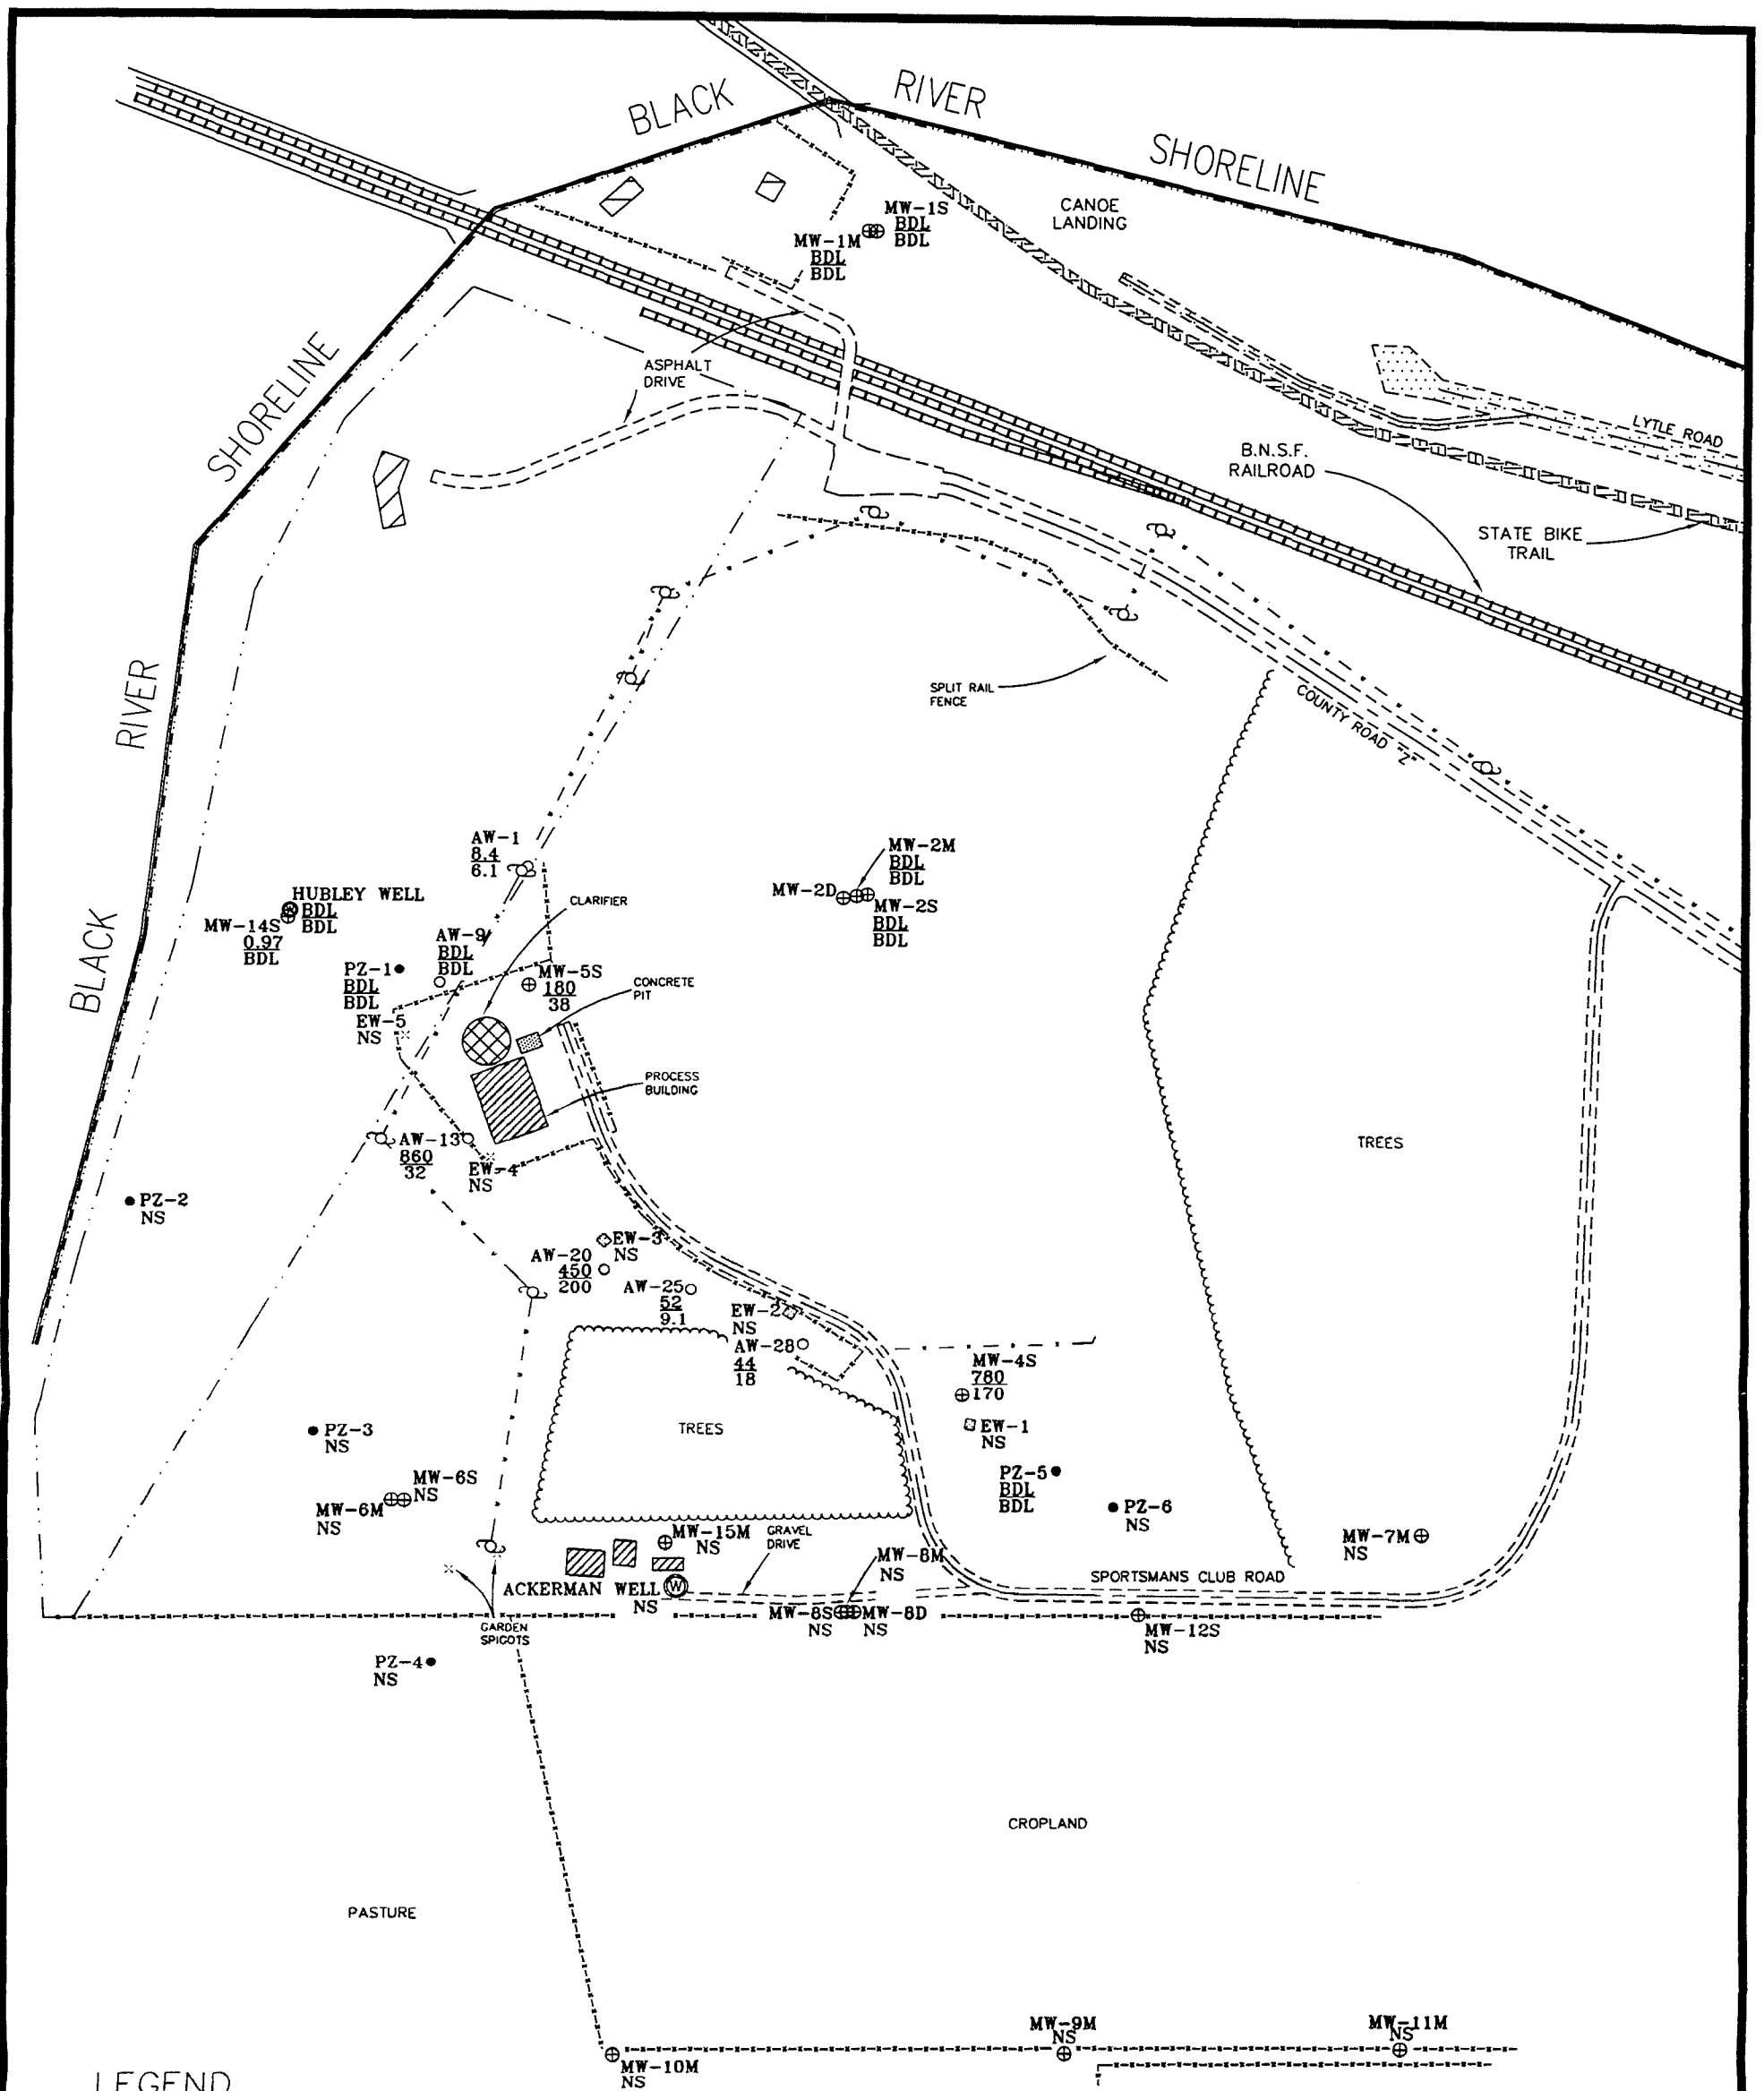 BLACK RIVER SHORELINE
CANOE
LANDING
MW-1S
BDL
BDL
MW-1M
BDL
BDL
ASPHALT
DRIVE
SHORELINE
RIVER
BLACK
LYTLE ROAD
B.N.S.F.
RAILROAD
STATE BIKE
TRAIL
SPLIT RAIL
FENCE
COUNTY ROAD "Z"
AW-1
8.4
6.1
MW-2M
BDL
BDL
MW-2D
MW-2S
BDL
BDL
CLARIFIER
HUBLEY WELL
BDL
BDL
MW-14S
0.97
BDL
AW-9
BDL
BDL
PZ-1
BDL
BDL
MW-5S
180
38
CONCRETE
PIT
EW-5
NS
PROCESS
BUILDING
TREES
AW-13
860
32
EW-4
NS
PZ-2
NS
EW-3
NS
AW-20
450
200
AW-25
52
9.1
EW-2
NS
AW-28
44
18
MW-4S
780
170
EW-1
NS
TREES
PZ-3
NS
PZ-5
BDL
BDL
PZ-6
NS
MW-6S
NS
MW-6M
NS
MW-7M
NS
MW-15M
NS
GRAVEL
DRIVE
MW-8M
NS
SPORTSMANS CLUB ROAD
ACKERMAN WELL
W
NS
MW-8S
NS
MW-8D
NS
MW-12S
NS
GARDEN
SPIGOTS
PZ-4
NS
CROPLAND
PASTURE
MW-9M
NS
MW-11M
NS
MW-10M
NS
LEGEND